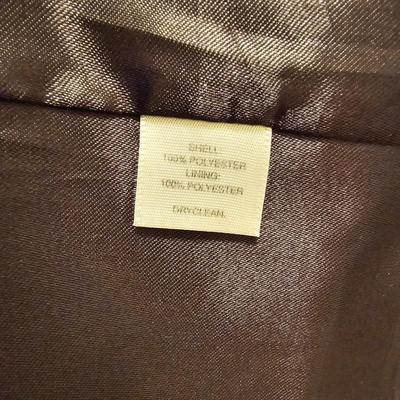 SHELL:
100% POLYESTER
LINING:
100% POLYESTER
DRYCLEAN.